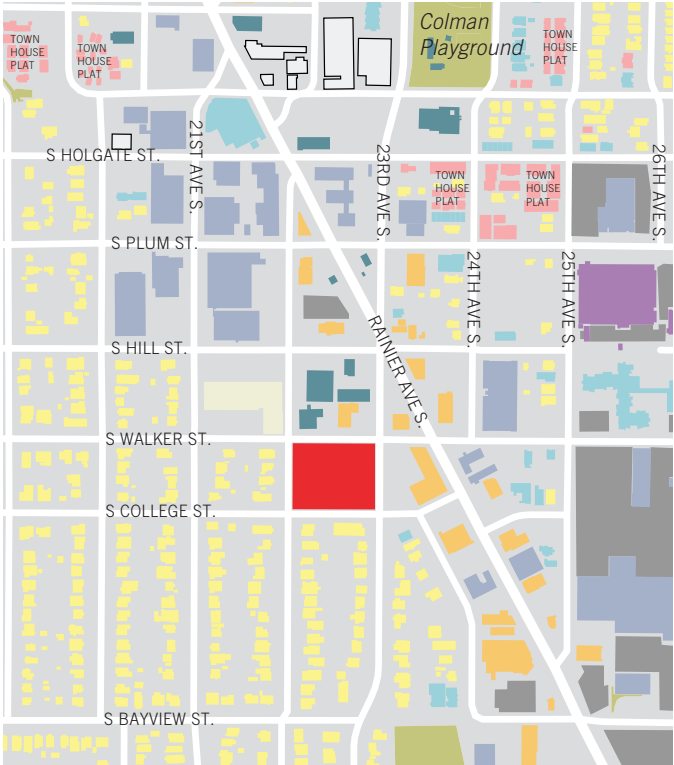 Colman
Playground
TOWN
HOUSE
PLAT
TOWN
HOUSE
PLAT
TOWN
HOUSE
PLAT
S HOLGATE ST.
21ST AVE S.
23RD AVE S.
26TH AVE S.
TOWN
HOUSE
PLAT
TOWN
HOUSE
PLAT
S PLUM ST.
24TH AVE S.
25TH AVE S.
RAINIER AVE S.
S HILL ST.
S WALKER ST.
S COLLEGE ST.
S BAYVIEW ST.